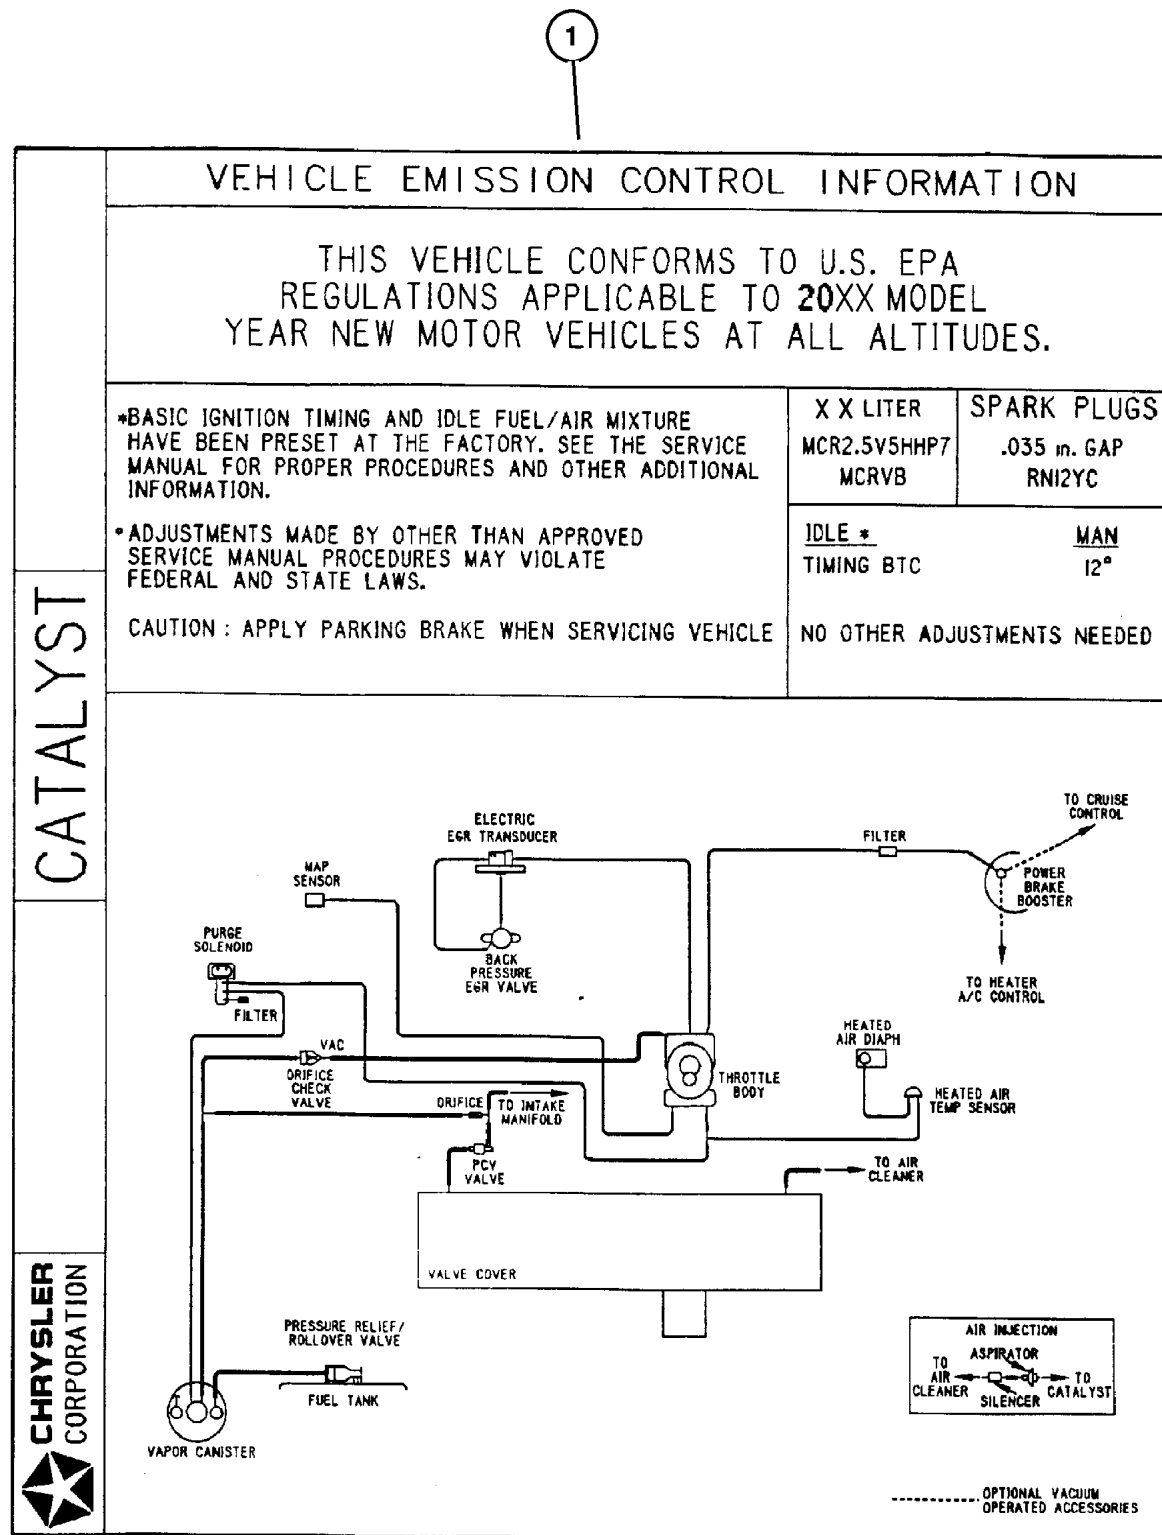 1
VEHICLE EMISSION CONTROL INFORMATION
THIS VEHICLE CONFORMS TO U.S. EPA
REGULATIONS APPLICABLE TO 20XX MODEL
YEAR NEW MOTOR VEHICLES AT ALL ALTITUDES.
*BASIC IGNITION TIMING AND IDLE FUEL/AIR MIXTURE
HAVE BEEN PRESET AT THE FACTORY. SEE THE SERVICE
MANUAL FOR PROPER PROCEDURES AND OTHER ADDITIONAL
INFORMATION.
•ADJUSTMENTS MADE BY OTHER THAN APPROVED
SERVICE MANUAL PROCEDURES MAY VIOLATE
FEDERAL AND STATE LAWS.
CAUTION : APPLY PARKING BRAKE WHEN SERVICING VEHICLE
X X LITER
MCR2.5V5HHP7
MCRVB
SPARK PLUGS
.035 in. GAP
RN12YC
IDLE * MAN
TIMING BTC 12°
NO OTHER ADJUSTMENTS NEEDED
CATALYST
CHRYSLER
CORPORATION
ELECTRIC
EGR TRANSDUCER
MAP
SENSOR
PURGE
SOLENOID
FILTER
BACK
PRESSURE
EGR VALVE
FILTER
TO CRUISE
CONTROL
POWER
BRAKE
BOOSTER
TO HEATER
A/C CONTROL
VAC
ORIFICE
CHECK
VALVE
ORIFICE
TO INTAKE
MANIFOLD
PCV
VALVE
THROTTLE
BODY
HEATED
AIR DIAPH
HEATED AIR
TEMP SENSOR
TO AIR
CLEANER
VALVE COVER
PRESSURE RELIEF/
ROLLOVER VALVE
FUEL TANK
VAPOR CANISTER
AIR INJECTION
ASPIRATOR
TO
AIR
CLEANER
SILENCER
TO
CATALYST
OPTIONAL VACUUM
OPERATED ACCESSORIES